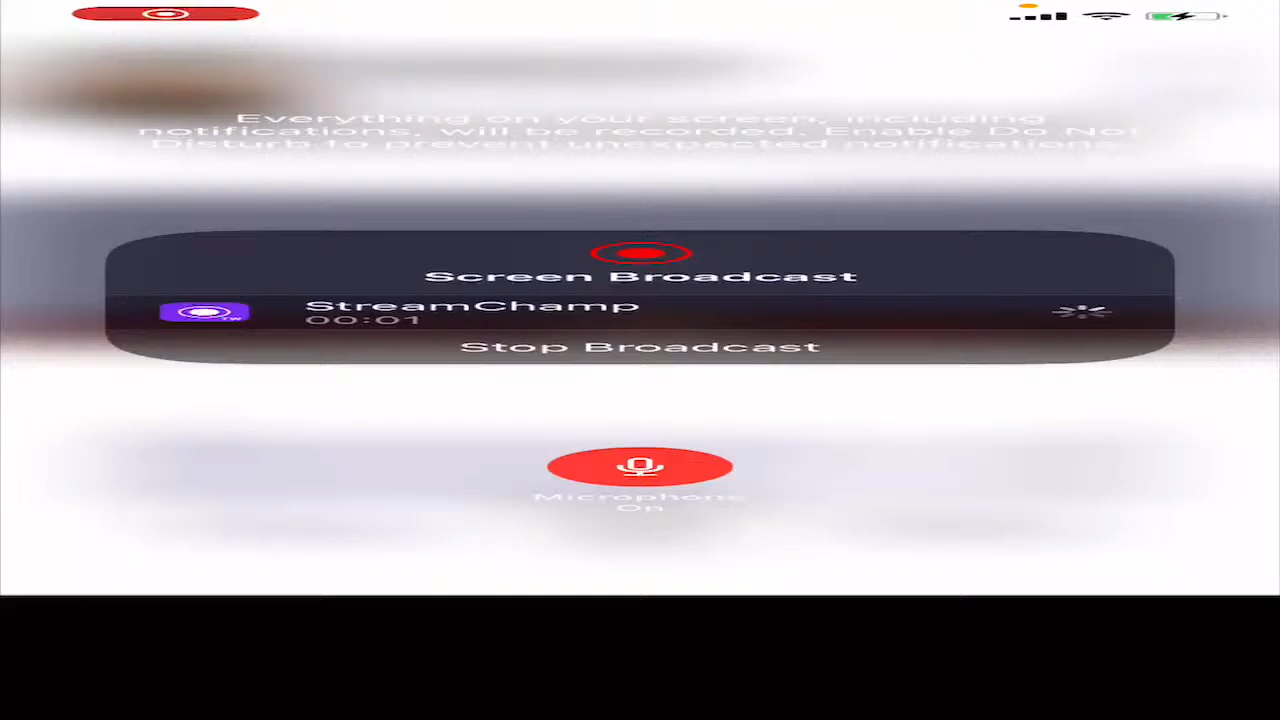 Everything on your screen, including
notifications, will be recorded. Enable Do Not
Disturb to prevent unexpected notifications.
Screen Broadcast
StreamChamp
00:01
Stop Broadcast
Microphone
On